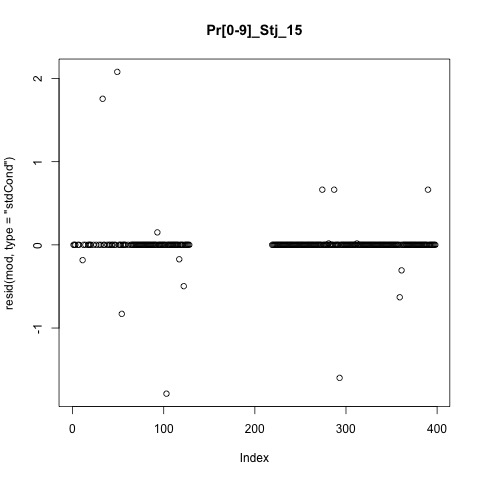 Pr[0-9]_Stj_15
resid(mod, type = "stdCond")
2
1
0
-1
0 100 200 300 400
Index